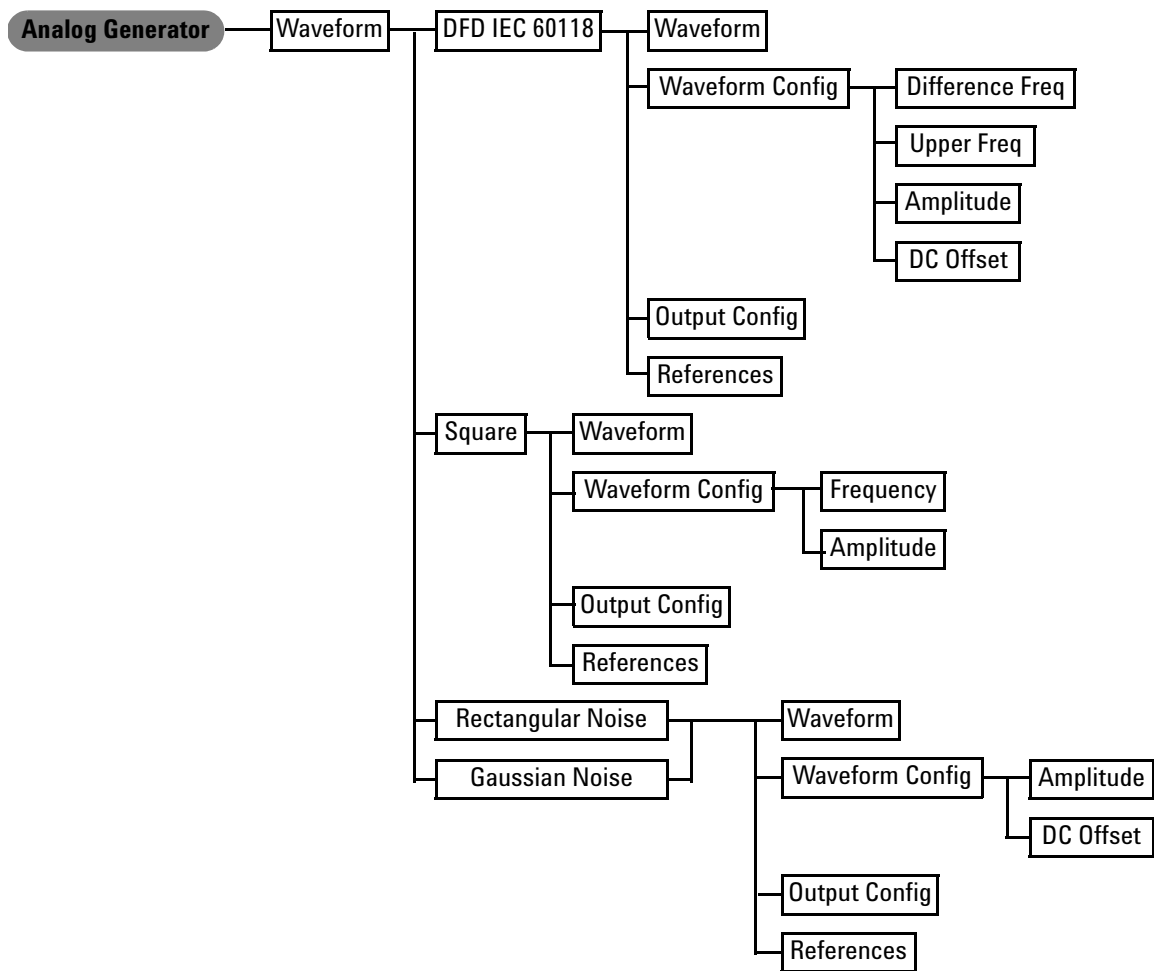 Analog Generator
Waveform
DFD IEC 60118
Waveform
Waveform Config
Difference Freq
Upper Freq
Amplitude
DC Offset
Output Config
References
Square
Waveform
Waveform Config
Frequency
Amplitude
Output Config
References
Rectangular Noise
Gaussian Noise
Waveform
Waveform Config
Amplitude
DC Offset
Output Config
References